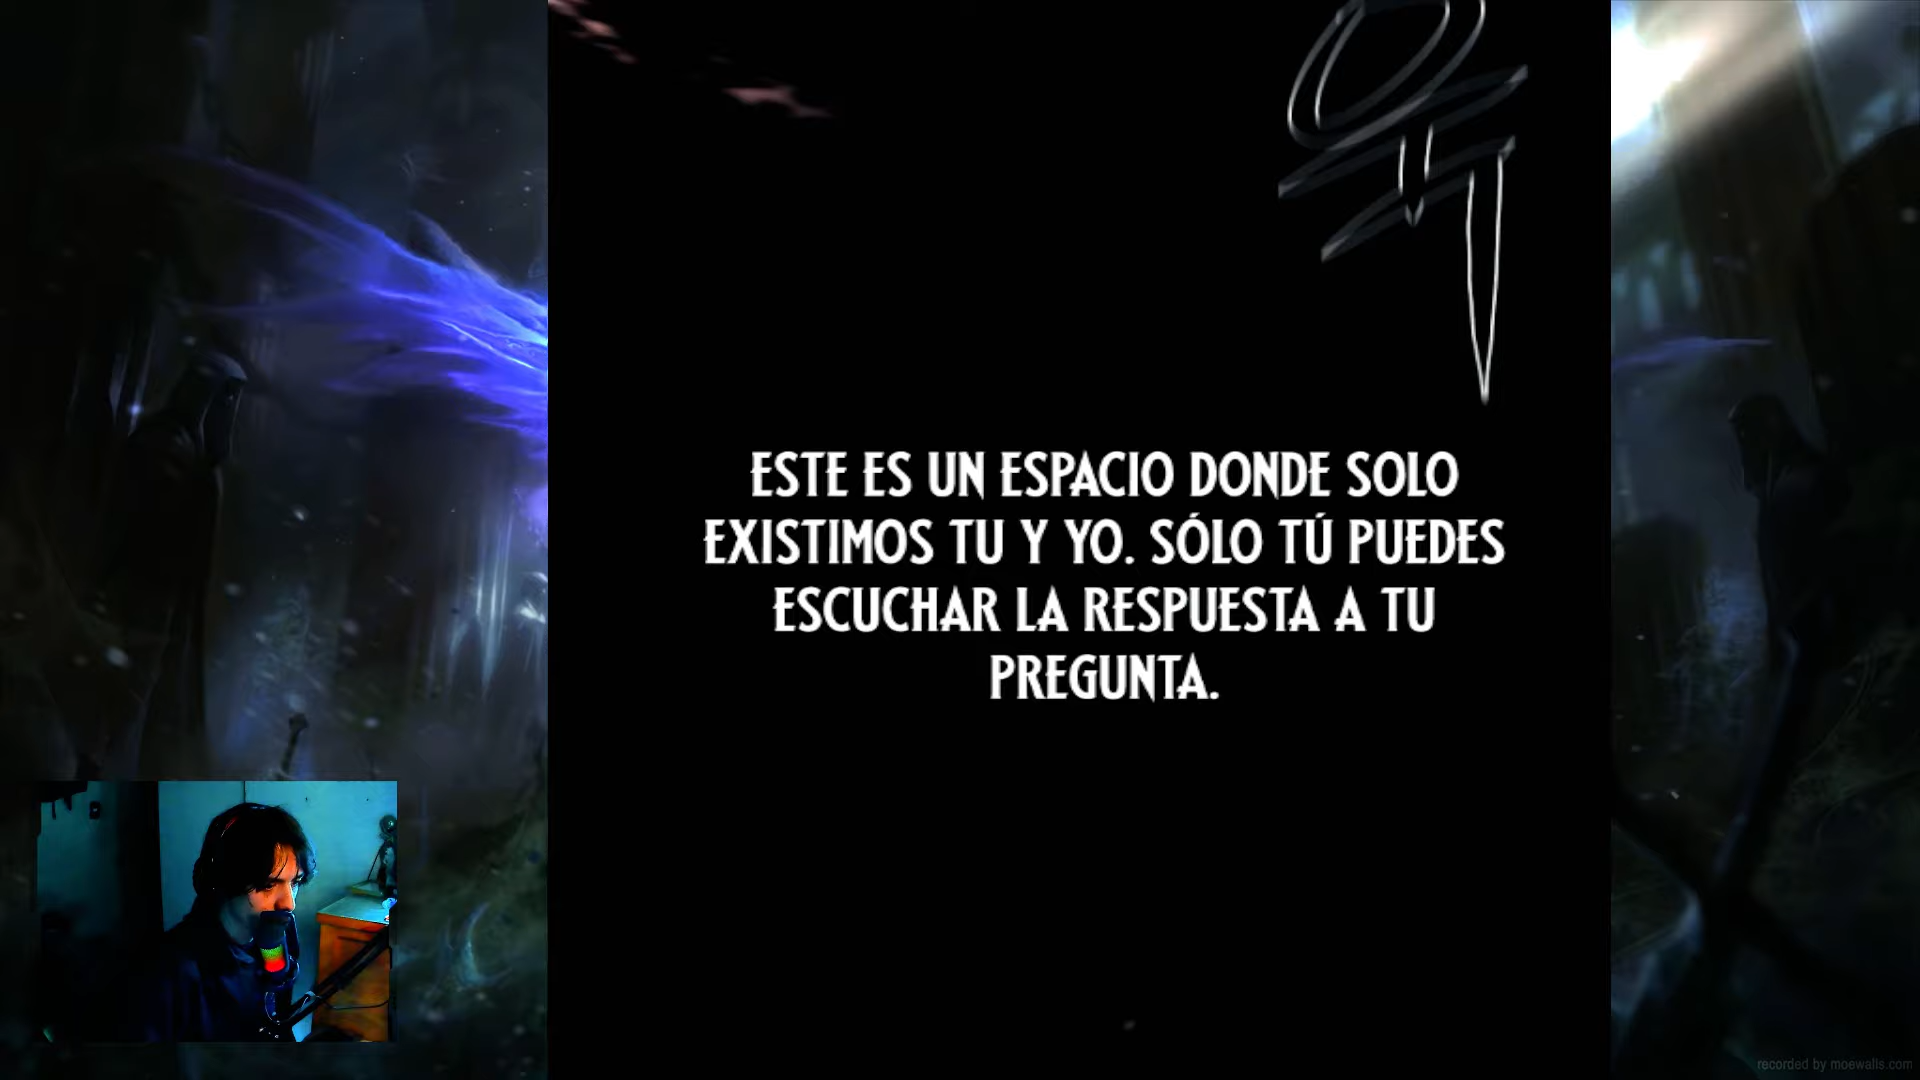 ESTE ES UN ESPACIO DONDE SOLO
EXISTIMOS TU Y YO. SÓLO TÚ PUEDES
ESCUCHAR LA RESPUESTA A TU
PREGUNTA.
recorded by moewalls.com